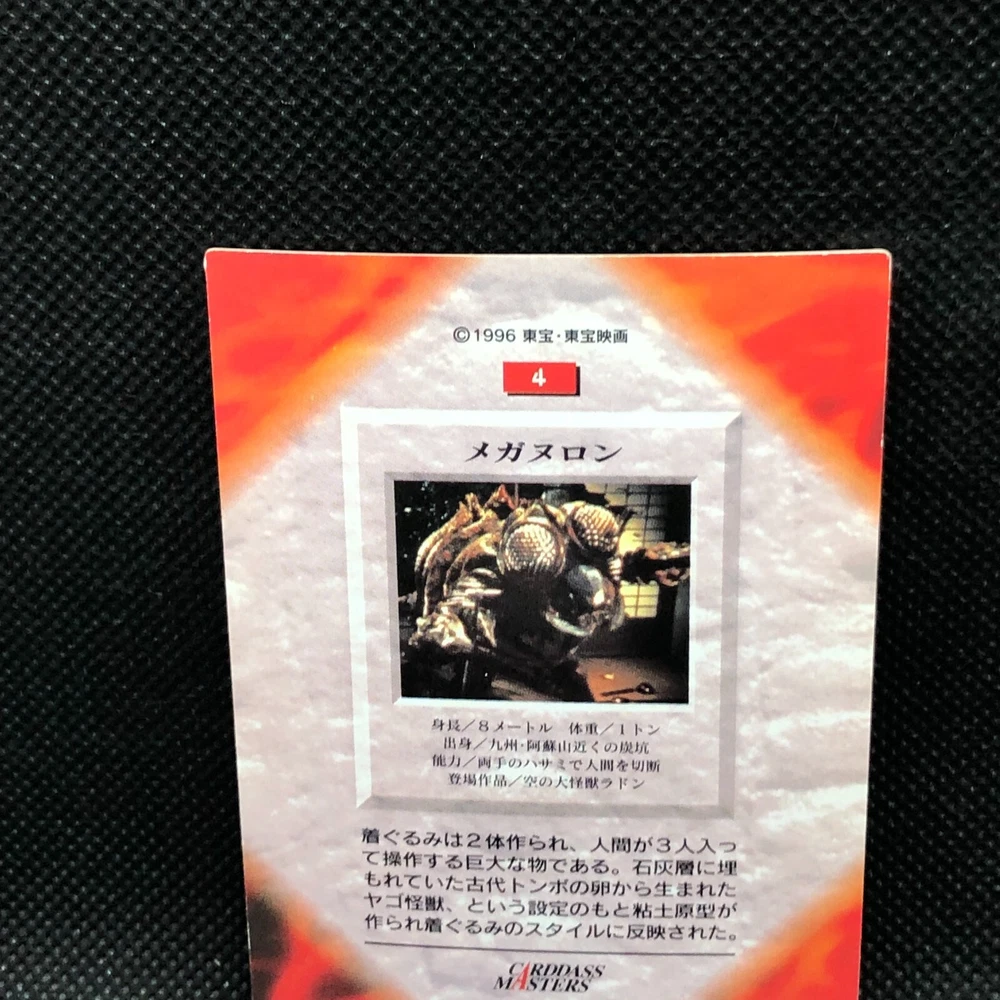 ©1996 東宝・東宝映画
4
メガヌロン
身長／8メートル 体重／1トン
出身／九州・阿蘇山近くの炭坑
能力／両手のハサミで人間を切断
登場作品／空の大怪獣ラドン
着ぐるみは2体作られ、人間が3人入っ
て操作する巨大な物である。石灰層に埋
もれていた古代トンボの卵から生まれた
ヤゴ怪獣、という設定のもと粘土原型が
作られ着ぐるみのスタイルに反映された。
CARDDASS
MASTERS